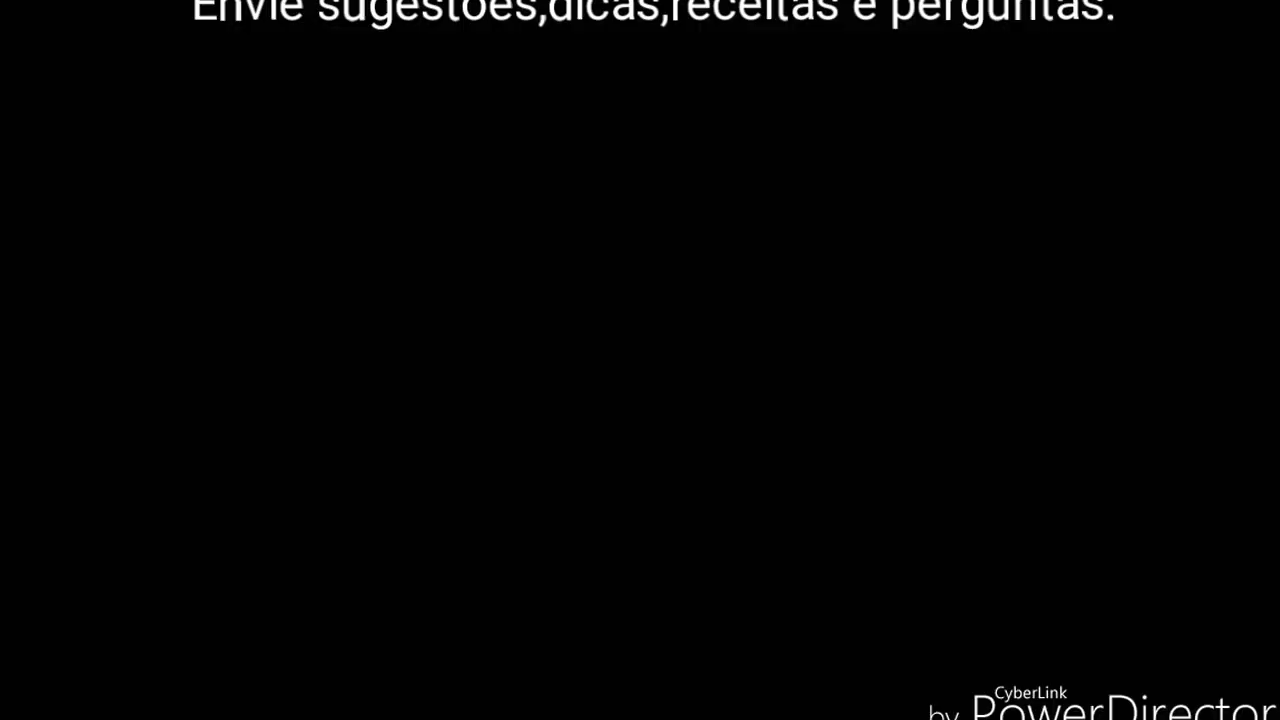 Envie sugestões,dicas,receitas e perguntas.
CyberLink
by PowerDirector